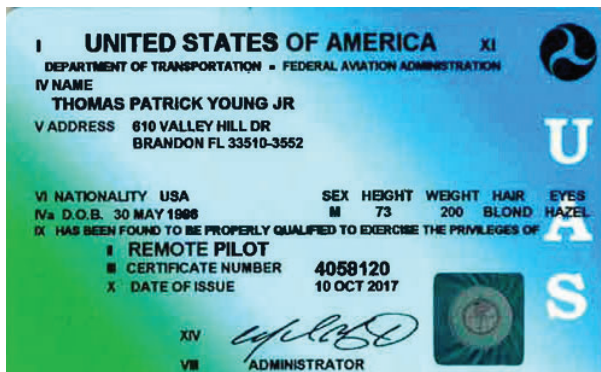 I UNITED STATES OF AMERICA XI
DEPARTMENT OF TRANSPORTATION - FEDERAL AVIATION ADMINISTRATION
IV NAME
THOMAS PATRICK YOUNG JR
V ADDRESS 610 VALLEY HILL DR
BRANDON FL 33510-3552
VI NATIONALITY USA SEX HEIGHT WEIGHT HAIR EYES
IVa D.O.B. 30 MAY M 73 200 BLOND HAZEL
IX HAS BEEN FOUND TO BE PROPERLY QUALIFIED TO EXERCISE THE PRIVILEGES OF
II REMOTE PILOT
III CERTIFICATE NUMBER 4058120
X DATE OF ISSUE 10 OCT 2017
XIV
VIII ADMINISTRATOR
UAS